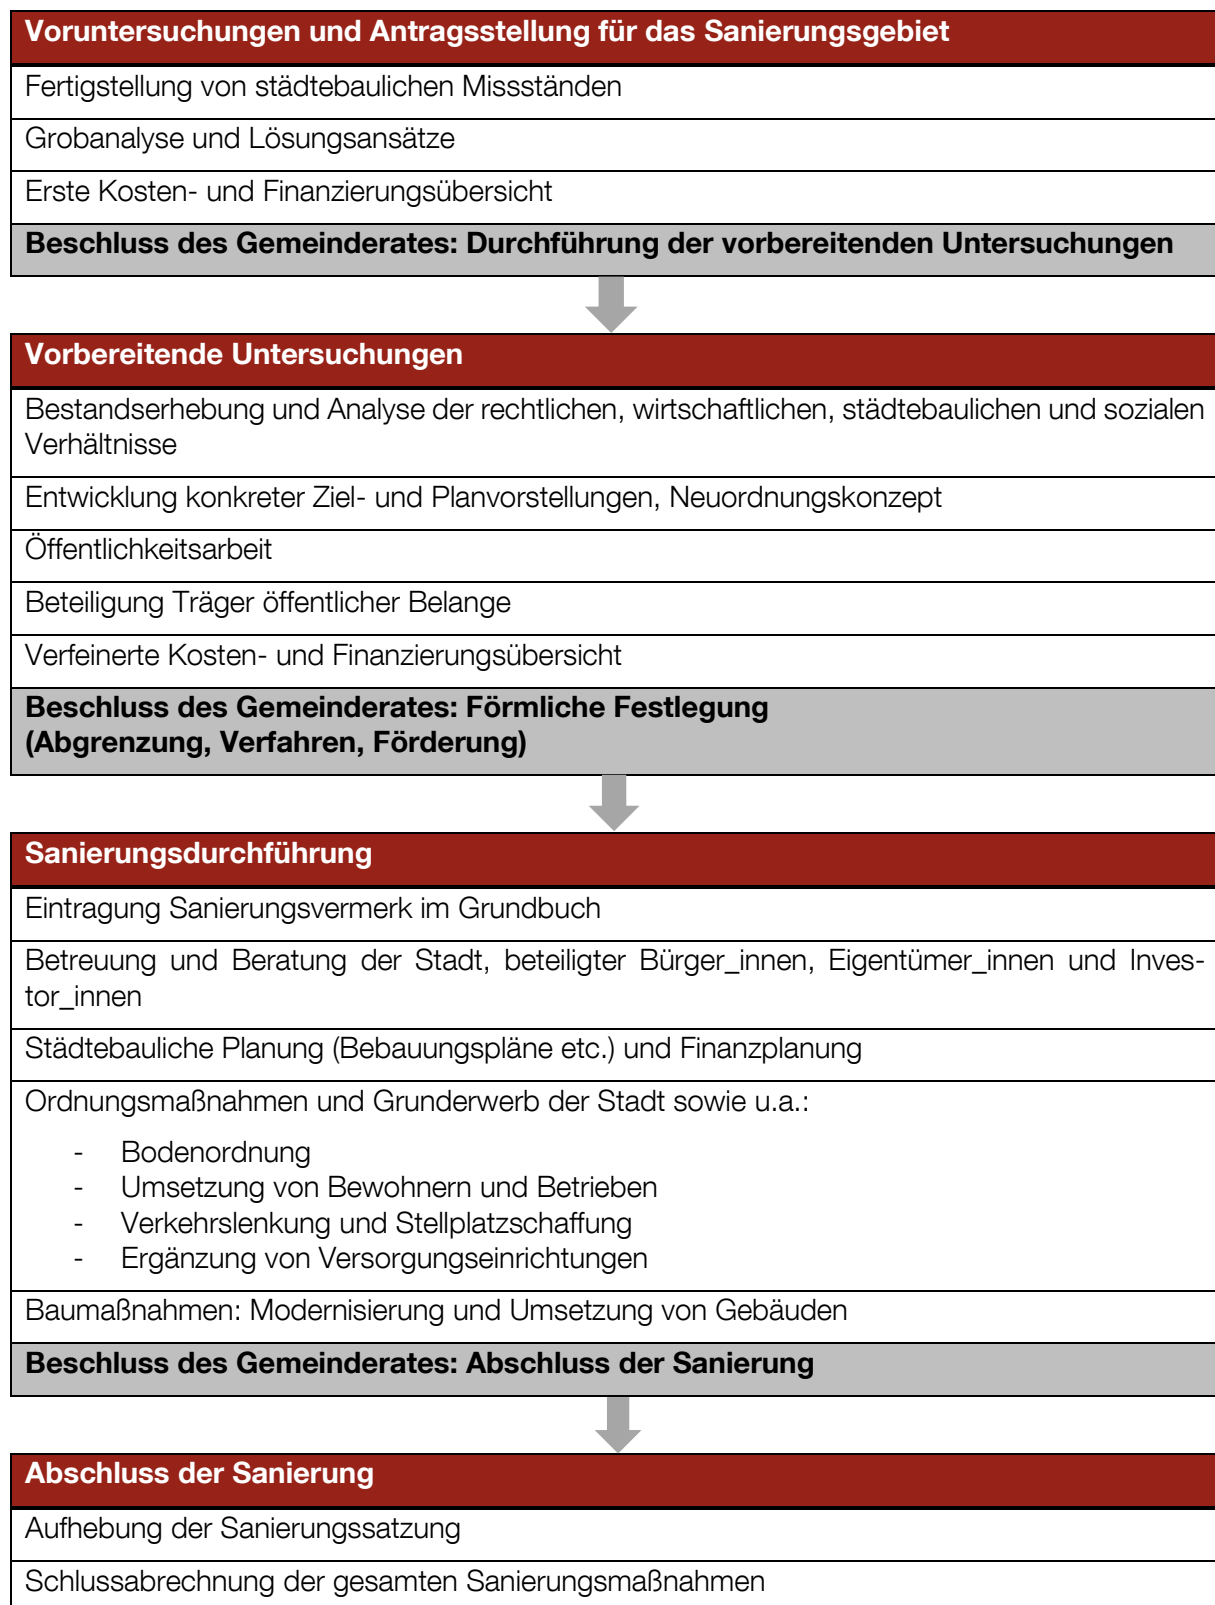 Voruntersuchungen und Antragsstellung für das Sanierungsgebiet
Fertigstellung von städtebaulichen Missständen
Grobanalyse und Lösungsansätze
Erste Kosten- und Finanzierungsübersicht
Beschluss des Gemeinderates: Durchführung der vorbereitenden Untersuchungen
Vorbereitende Untersuchungen
Bestandserhebung und Analyse der rechtlichen, wirtschaftlichen, städtebaulichen und sozialen
Verhältnisse
Entwicklung konkreter Ziel- und Planvorstellungen, Neuordnungskonzept
Öffentlichkeitsarbeit
Beteiligung Träger öffentlicher Belange
Verfeinerte Kosten- und Finanzierungsübersicht
Beschluss des Gemeinderates: Förmliche Festlegung
(Abgrenzung, Verfahren, Förderung)
Sanierungsdurchführung
Eintragung Sanierungsvermerk im Grundbuch
Betreuung und Beratung der Stadt, beteiligter Bürger_innen, Eigentümer_innen und Inves-
tor_innen
Städtebauliche Planung (Bebauungspläne etc.) und Finanzplanung
Ordnungsmaßnahmen und Grunderwerb der Stadt sowie u.a.:
- Bodenordnung
- Umsetzung von Bewohnern und Betrieben
- Verkehrslenkung und Stellplatzschaffung
- Ergänzung von Versorgungseinrichtungen
Baumaßnahmen: Modernisierung und Umsetzung von Gebäuden
Beschluss des Gemeinderates: Abschluss der Sanierung
Abschluss der Sanierung
Aufhebung der Sanierungssatzung
Schlussabrechnung der gesamten Sanierungsmaßnahmen